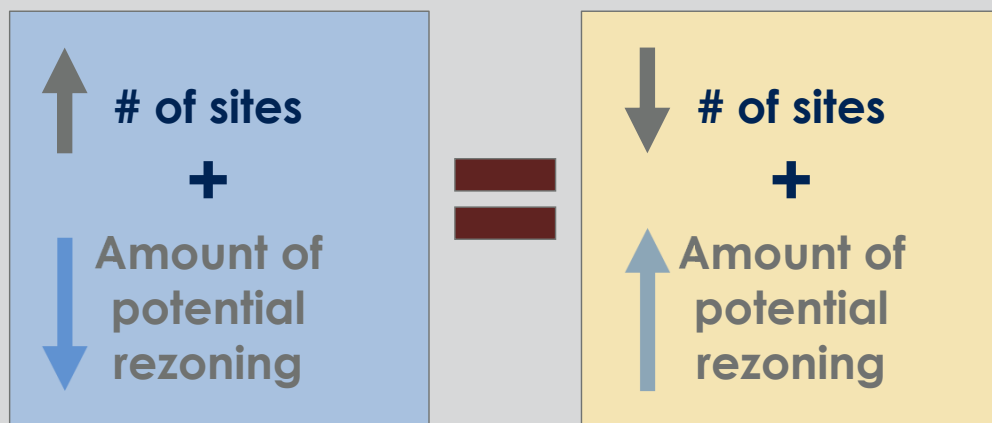 # of sites
+
Amount of
potential
rezoning
=
# of sites
+
Amount of
potential
rezoning